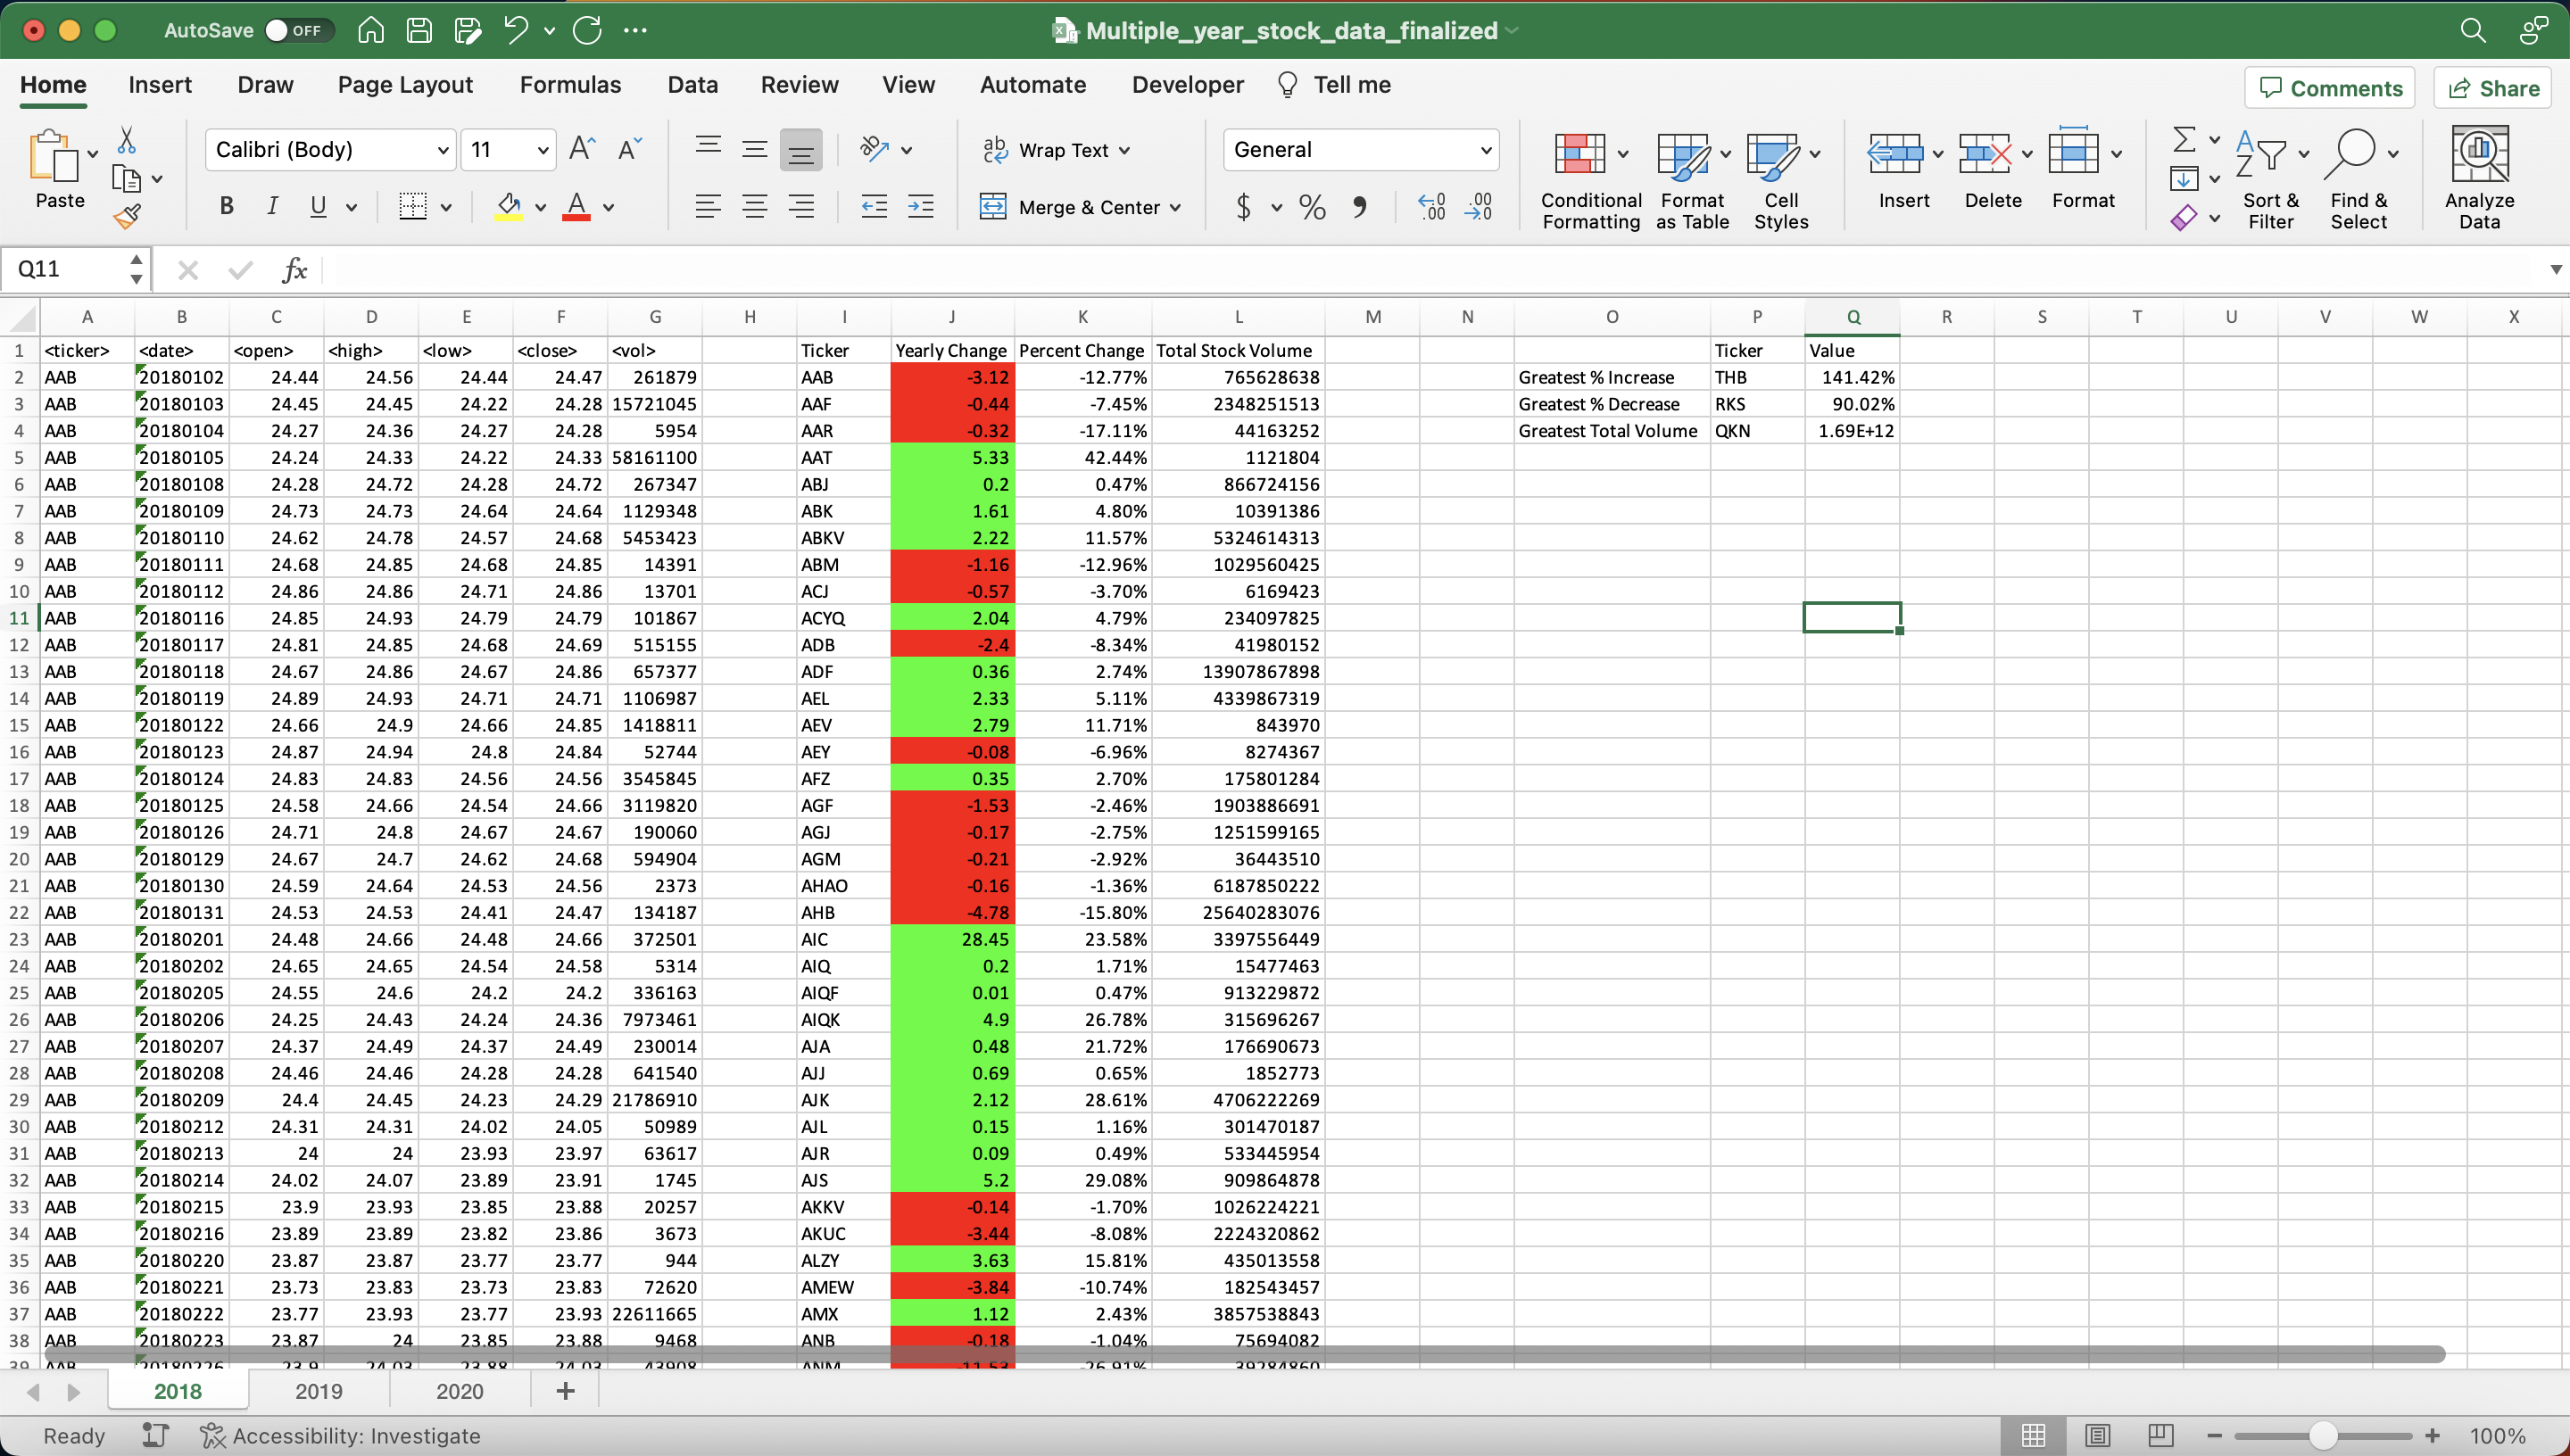 AutoSave OFF Multiple_year_stock_data_finalized
Home Insert Draw Page Layout Formulas Data Review View Automate Developer Tell me Comments Share
Paste Calibri (Body) 11 Wrap Text General Conditional Formatting Format as Table Cell Styles Insert Delete Format Sort & Filter Find & Select Analyze Data
B I U Merge & Center $ %
Q11 fx
A B C D E F G H I J K L M N O P Q R S T U V W X
1 <ticker> <date> <open> <high> <low> <close> <vol> Ticker Yearly Change Percent Change Total Stock Volume Ticker Value
2 AAB 20180102 24.44 24.56 24.44 24.47 261879 AAB -3.12 -12.77% 765628638 Greatest % Increase THB 141.42%
3 AAB 20180103 24.45 24.45 24.22 24.28 15721045 AAF -0.44 -7.45% 2348251513 Greatest % Decrease RKS 90.02%
4 AAB 20180104 24.27 24.36 24.27 24.28 5954 AAR -0.32 -17.11% 44163252 Greatest Total Volume QKN 1.69E+12
5 AAB 20180105 24.24 24.33 24.22 24.33 58161100 AAT 5.33 42.44% 1121804
6 AAB 20180108 24.28 24.72 24.28 24.72 267347 ABJ 0.2 0.47% 866724156
7 AAB 20180109 24.73 24.73 24.64 24.64 1129348 ABK 1.61 4.80% 10391386
8 AAB 20180110 24.62 24.78 24.57 24.68 5453423 ABKV 2.22 11.57% 5324614313
9 AAB 20180111 24.68 24.85 24.68 24.85 14391 ABM -1.16 -12.96% 1029560425
10 AAB 20180112 24.86 24.86 24.71 24.86 13701 ACJ -0.57 -3.70% 6169423
11 AAB 20180116 24.85 24.93 24.79 24.79 101867 ACYQ 2.04 4.79% 234097825
12 AAB 20180117 24.81 24.85 24.68 24.69 515155 ADB -2.4 -8.34% 41980152
13 AAB 20180118 24.67 24.86 24.67 24.86 657377 ADF 0.36 2.74% 13907867898
14 AAB 20180119 24.89 24.93 24.71 24.71 1106987 AEL 2.33 5.11% 4339867319
15 AAB 20180122 24.66 24.9 24.66 24.85 1418811 AEV 2.79 11.71% 843970
16 AAB 20180123 24.87 24.94 24.8 24.84 52744 AEY -0.08 -6.96% 8274367
17 AAB 20180124 24.83 24.83 24.56 24.56 3545845 AFZ 0.35 2.70% 175801284
18 AAB 20180125 24.58 24.66 24.54 24.66 3119820 AGF -1.53 -2.46% 1903886691
19 AAB 20180126 24.71 24.8 24.67 24.67 190060 AGJ -0.17 -2.75% 1251599165
20 AAB 20180129 24.67 24.7 24.62 24.68 594904 AGM -0.21 -2.92% 36443510
21 AAB 20180130 24.59 24.64 24.53 24.56 2373 AHAO -0.16 -1.36% 6187850222
22 AAB 20180131 24.53 24.53 24.41 24.47 134187 AHB -4.78 -15.80% 25640283076
23 AAB 20180201 24.48 24.66 24.48 24.66 372501 AIC 28.45 23.58% 3397556449
24 AAB 20180202 24.65 24.65 24.54 24.58 5314 AIQ 0.2 1.71% 15477463
25 AAB 20180205 24.55 24.6 24.2 24.2 336163 AIQF 0.01 0.47% 913229872
26 AAB 20180206 24.25 24.43 24.24 24.36 7973461 AIQK 4.9 26.78% 315696267
27 AAB 20180207 24.37 24.49 24.37 24.49 230014 AJA 0.48 21.72% 176690673
28 AAB 20180208 24.46 24.46 24.28 24.28 641540 AJJ 0.69 0.65% 1852773
29 AAB 20180209 24.4 24.45 24.23 24.29 21786910 AJK 2.12 28.61% 4706222269
30 AAB 20180212 24.31 24.31 24.02 24.05 50989 AJL 0.15 1.16% 301470187
31 AAB 20180213 24 24 23.93 23.97 63617 AJR 0.09 0.49% 533445954
32 AAB 20180214 24.02 24.07 23.89 23.91 1745 AJS 5.2 29.08% 909864878
33 AAB 20180215 23.9 23.93 23.85 23.88 20257 AKKV -0.14 -1.70% 1026224221
34 AAB 20180216 23.89 23.89 23.82 23.86 3673 AKUC -3.44 -8.08% 2224320862
35 AAB 20180220 23.87 23.87 23.77 23.77 944 ALZY 3.63 15.81% 435013558
36 AAB 20180221 23.73 23.83 23.73 23.83 72620 AMEW -3.84 -10.74% 182543457
37 AAB 20180222 23.77 23.93 23.77 23.93 22611665 AMX 1.12 2.43% 3857538843
38 AAB 20180223 23.87 24 23.85 23.88 9468 ANB -0.18 -1.04% 75694082
39 AAB 20180226 23.9 24.03 23.88 24.03 43908 ANM -11.53 -26.91% 39284860
2018 2019 2020
Ready Accessibility: Investigate 100%